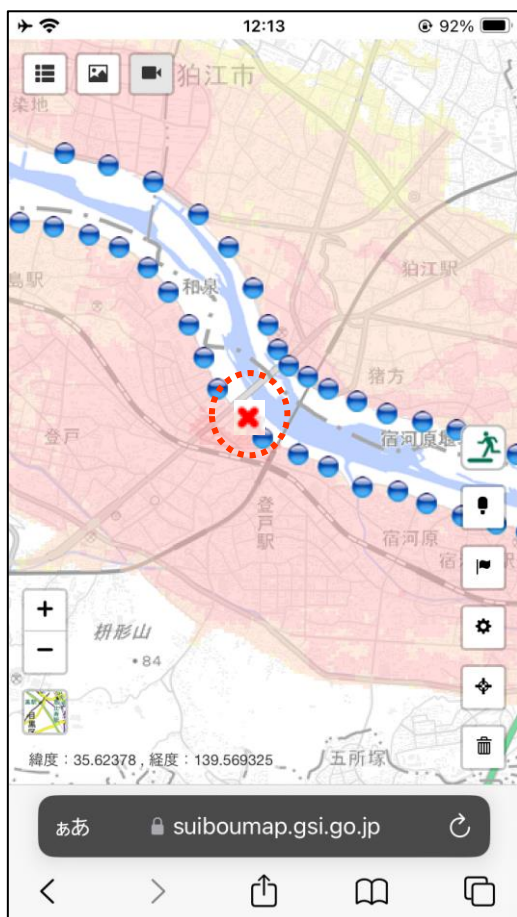 12:13
92%
狛江市
染地
狛江駅
島駅
和泉
猪方
登戸
宿河原堰
登戸駅
宿河原
宿
+
−
枡形山
•84
緯度：35.62378 , 経度：139.569325
五所塚
ぁあ
suiboumap.gsi.go.jp